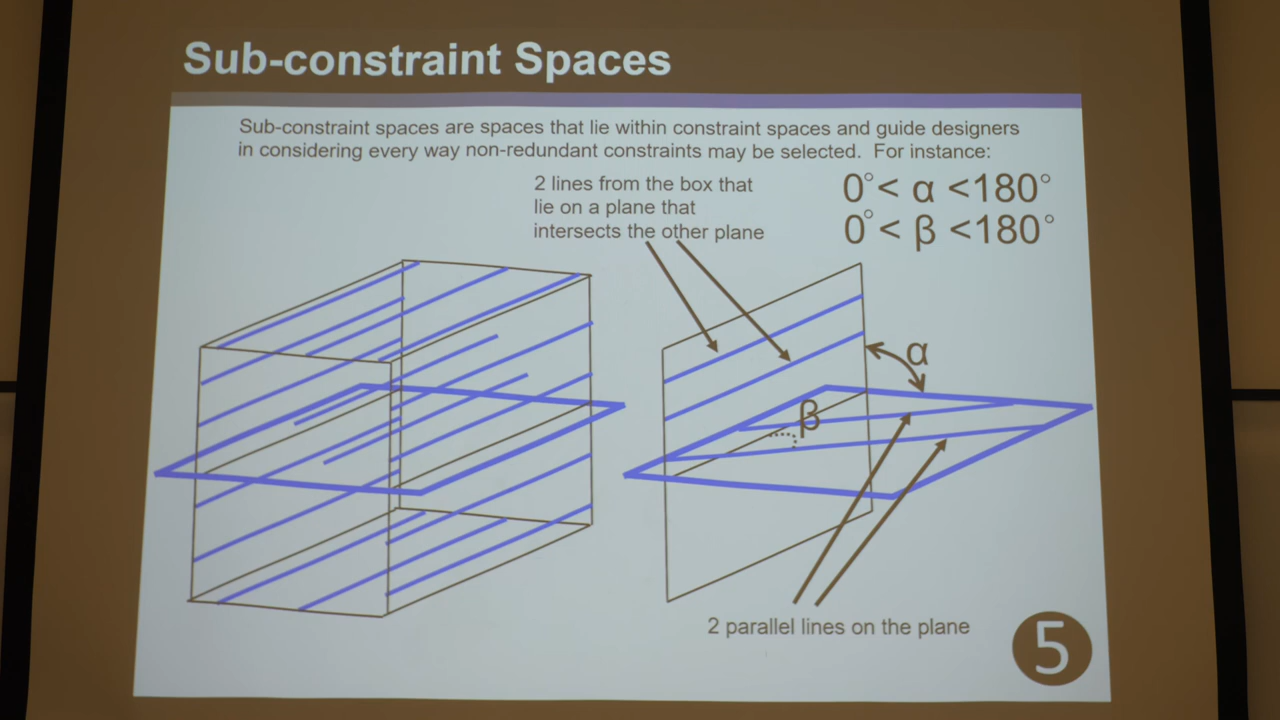 Sub-constraint Spaces
Sub-constraint spaces are spaces that lie within constraint spaces and guide designers
in considering every way non-redundant constraints may be selected.  For instance:
2 lines from the box that
lie on a plane that
intersects the other plane
0°< α <180°
0°< β <180°
α
β
2 parallel lines on the plane
5